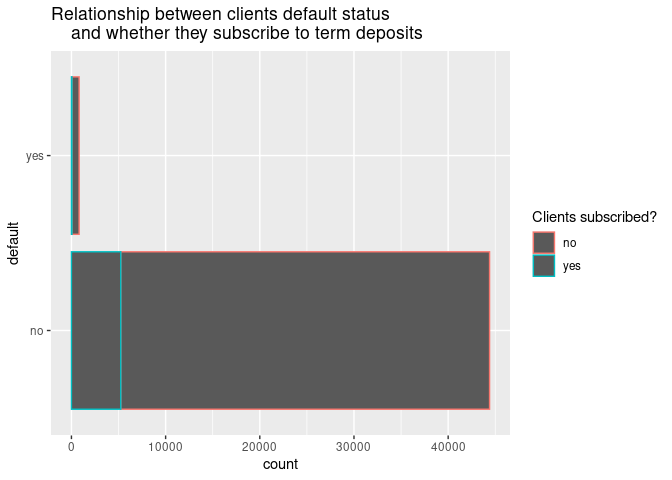 Relationship between clients default status
and whether they subscribe to term deposits
yes
no
default
0 10000 20000 30000 40000
count
Clients subscribed?
no
yes